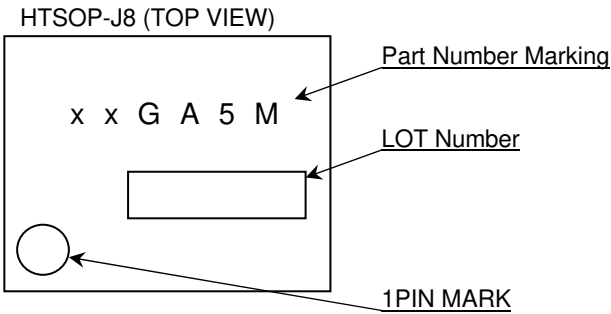 HTSOP-J8 (TOP VIEW)
Part Number Marking
x x G A 5 M
LOT Number
1PIN MARK